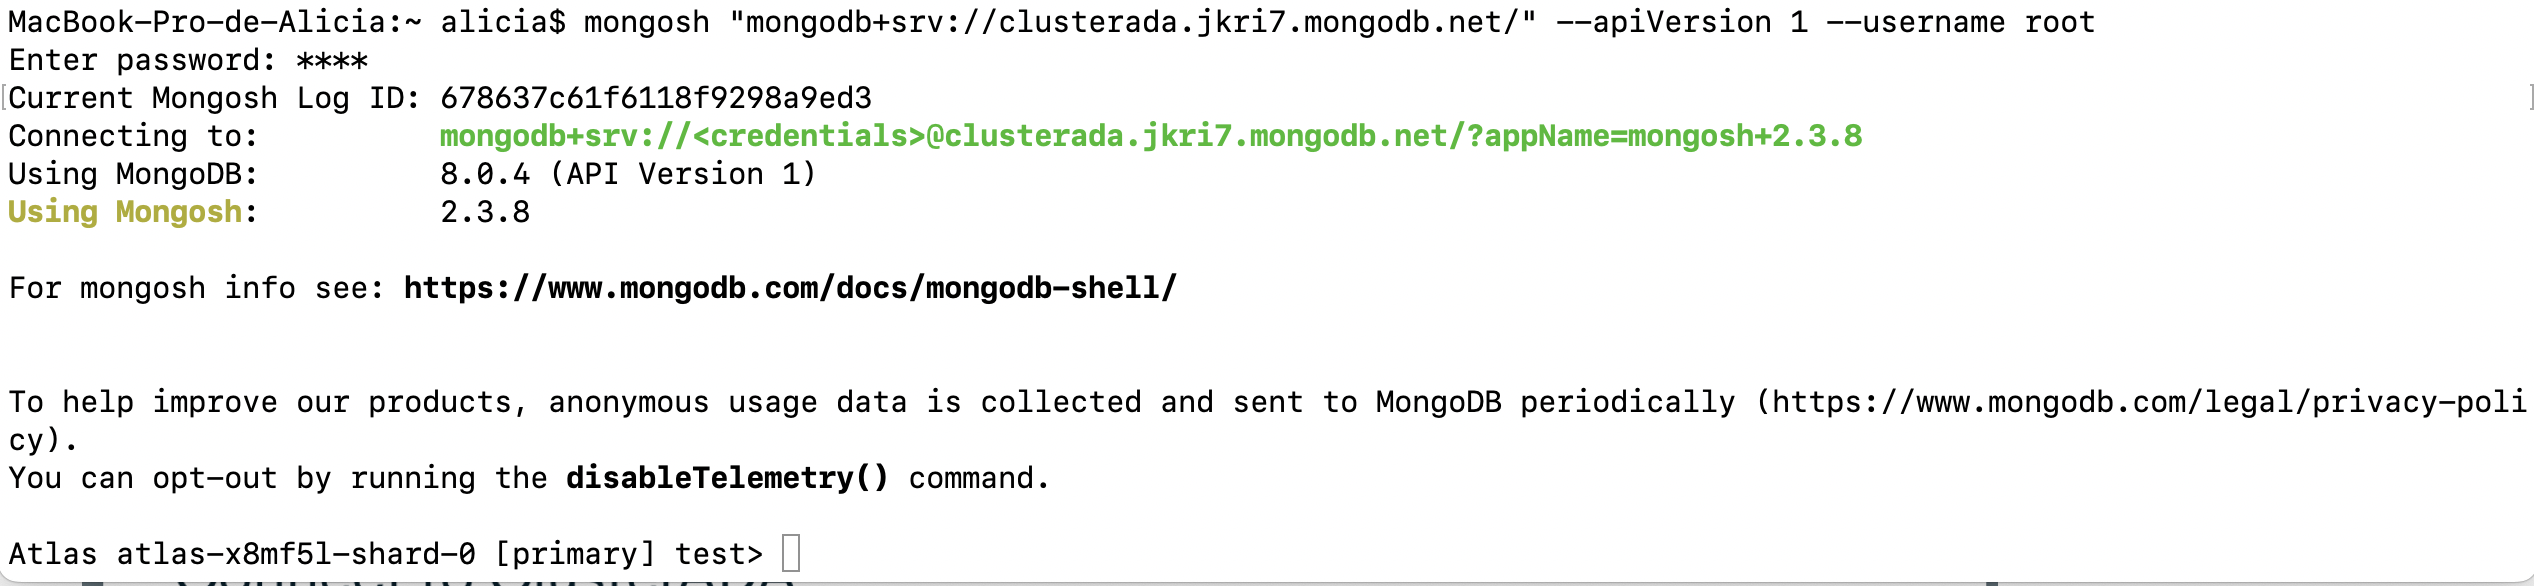 MacBook-Pro-de-Alicia:~ alicia$ mongosh "mongodb+srv://clusterada.jkri7.mongodb.net/" --apiVersion 1 --username root
Enter password: ****
[Current Mongosh Log ID: 678637c61f6118f9298a9ed3 ]
Connecting to: mongodb+srv://<credentials>@clusterada.jkri7.mongodb.net/?appName=mongosh+2.3.8
Using MongoDB: 8.0.4 (API Version 1)
Using Mongosh: 2.3.8
For mongosh info see: https://www.mongodb.com/docs/mongodb-shell/
To help improve our products, anonymous usage data is collected and sent to MongoDB periodically (https://www.mongodb.com/legal/privacy-poli
cy).
You can opt-out by running the disableTelemetry() command.
Atlas atlas-x8mf5l-shard-0 [primary] test>